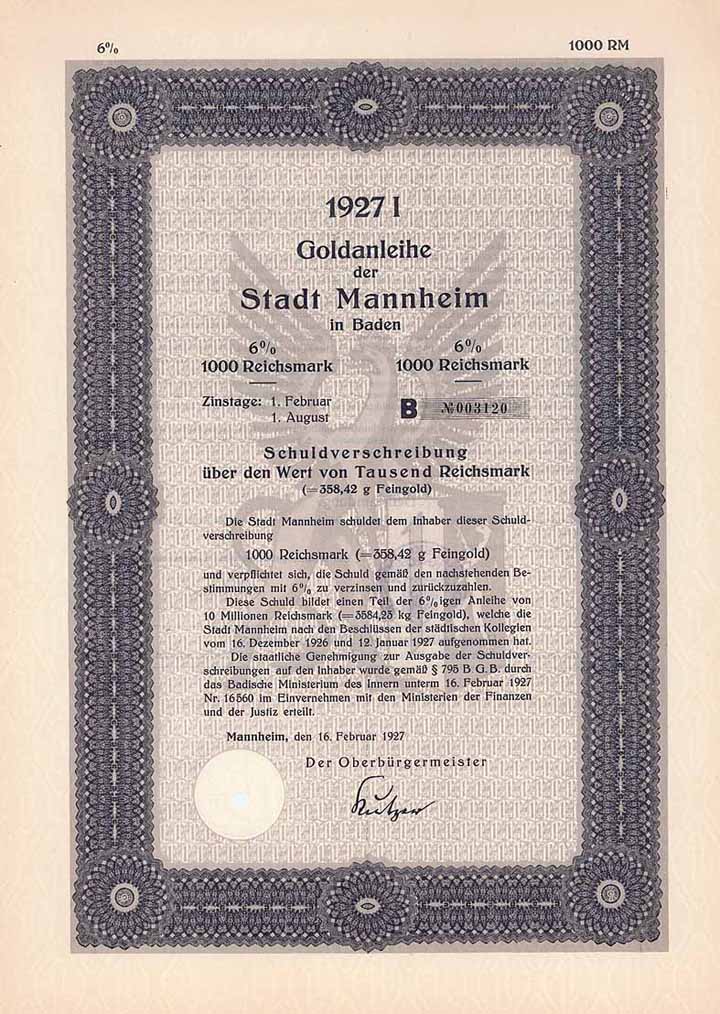 6% 1000 RM
1927 I
Goldanleihe
der
Stadt Mannheim
in Baden
6% 6%
1000 Reichsmark 1000 Reichsmark
Zinstage: 1. Februar
1. August
B № 003120
Schuldverschreibung
über den Wert von Tausend Reichsmark
(=358,42 g Feingold)
Die Stadt Mannheim schuldet dem Inhaber dieser Schuld-
verschreibung
1000 Reichsmark (=358,42 g Feingold)
und verpflichtet sich, die Schuld gemäß den nachstehenden Be-
stimmungen mit 6% zu verzinsen und zurückzuzahlen.
Diese Schuld bildet einen Teil der 6%igen Anleihe von
10 Millionen Reichsmark (=3584,23 kg Feingold), welche die
Stadt Mannheim nach den Beschlüssen der städtischen Kollegien
vom 16. Dezember 1926 und 12. Januar 1927 aufgenommen hat.
Die staatliche Genehmigung zur Ausgabe der Schuldver-
schreibungen auf den Inhaber wurde gemäß § 795 B G.B. durch
das Badische Ministerium des Innern unterm 16. Februar 1927
Nr. 16560 im Einvernehmen mit den Ministerien der Finanzen
und der Justiz erteilt.
Mannheim, den 16. Februar 1927
Der Oberbürgermeister
Kutzer